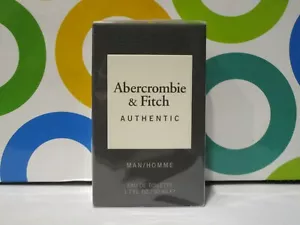 Abercrombie
& Fitch
AUTHENTIC
MAN/HOMME
EAU DE TOILETTE